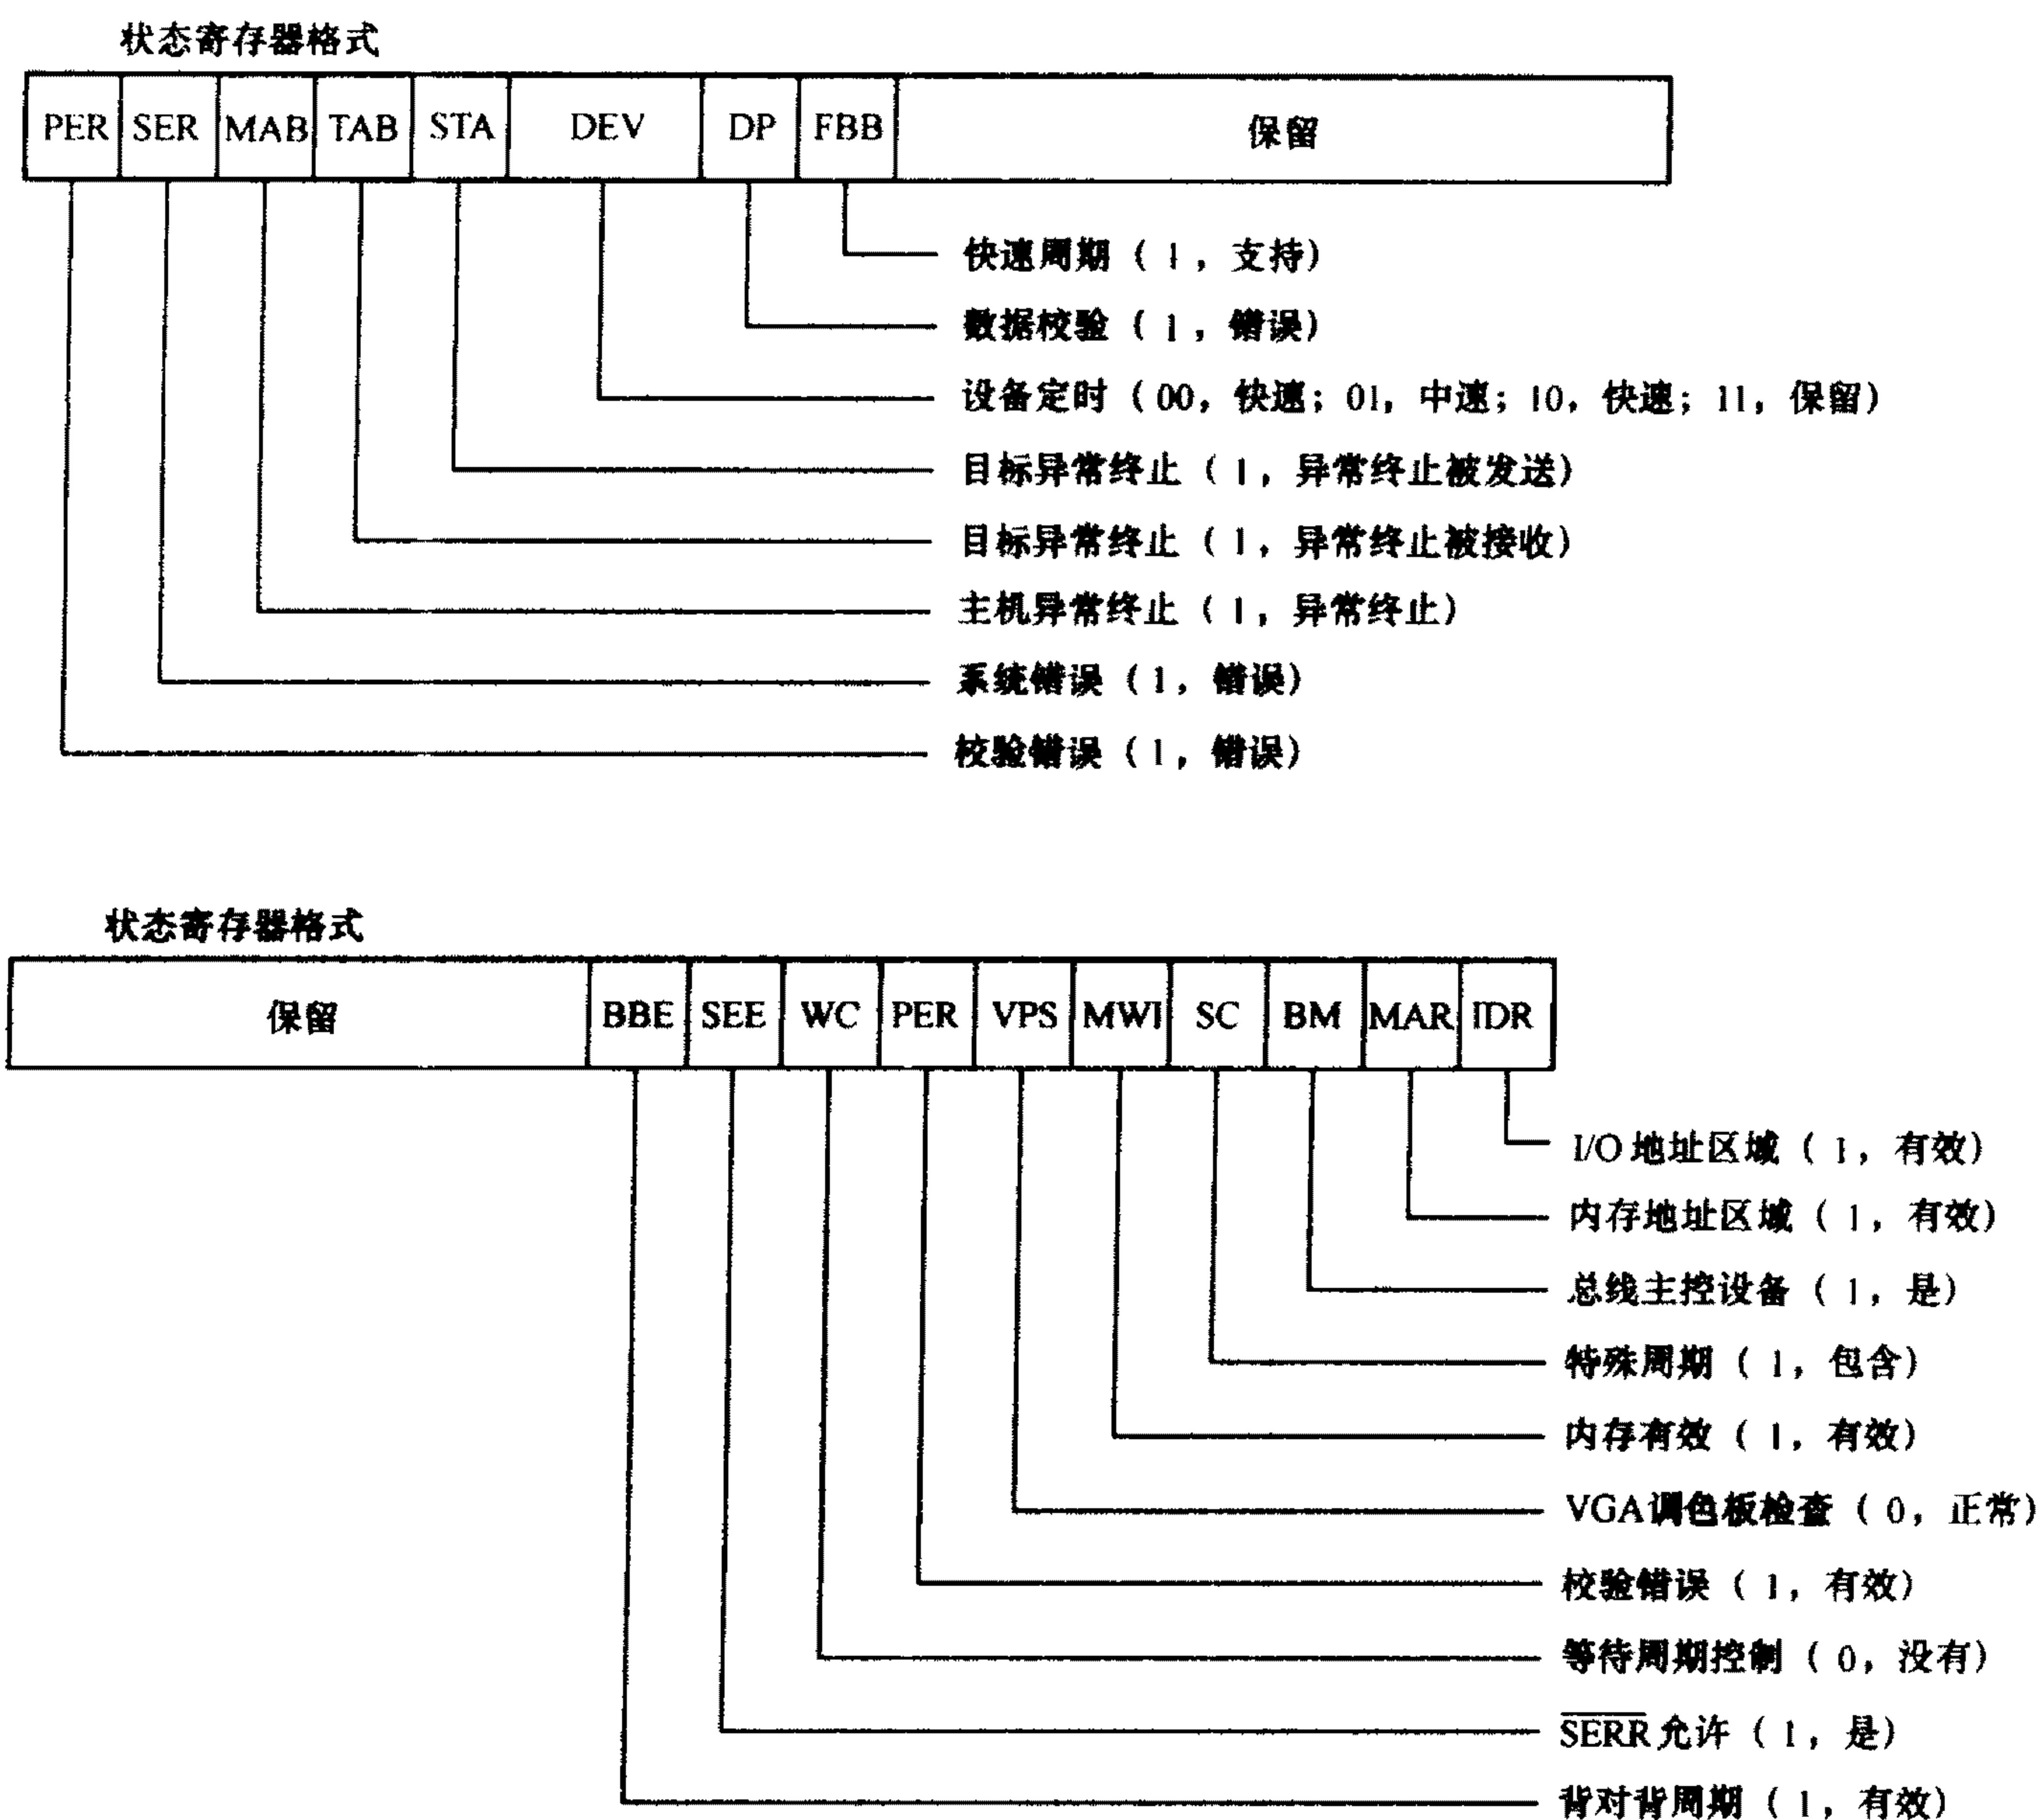 状态寄存器格式
PER SER MAB TAB STA DEV DP FBB 保留
快速周期（1，支持）
数据校验（1，错误）
设备定时（00，快速；01，中速；10，快速；11，保留）
目标异常终止（1，异常终止被发送）
目标异常终止（1，异常终止被接收）
主机异常终止（1，异常终止）
系统错误（1，错误）
校验错误（1，错误）
状态寄存器格式
保留 BBE SEE WC PER VPS MWI SC BM MAR IDR
I/O 地址区域（1，有效）
内存地址区域（1，有效）
总线主控设备（1，是）
特殊周期（1，包含）
内存有效（1，有效）
VGA调色板检查（0，正常）
校验错误（1，有效）
等待周期控制（0，没有）
S̅E̅R̅R̅ 允许（1，是）
背对背周期（1，有效）